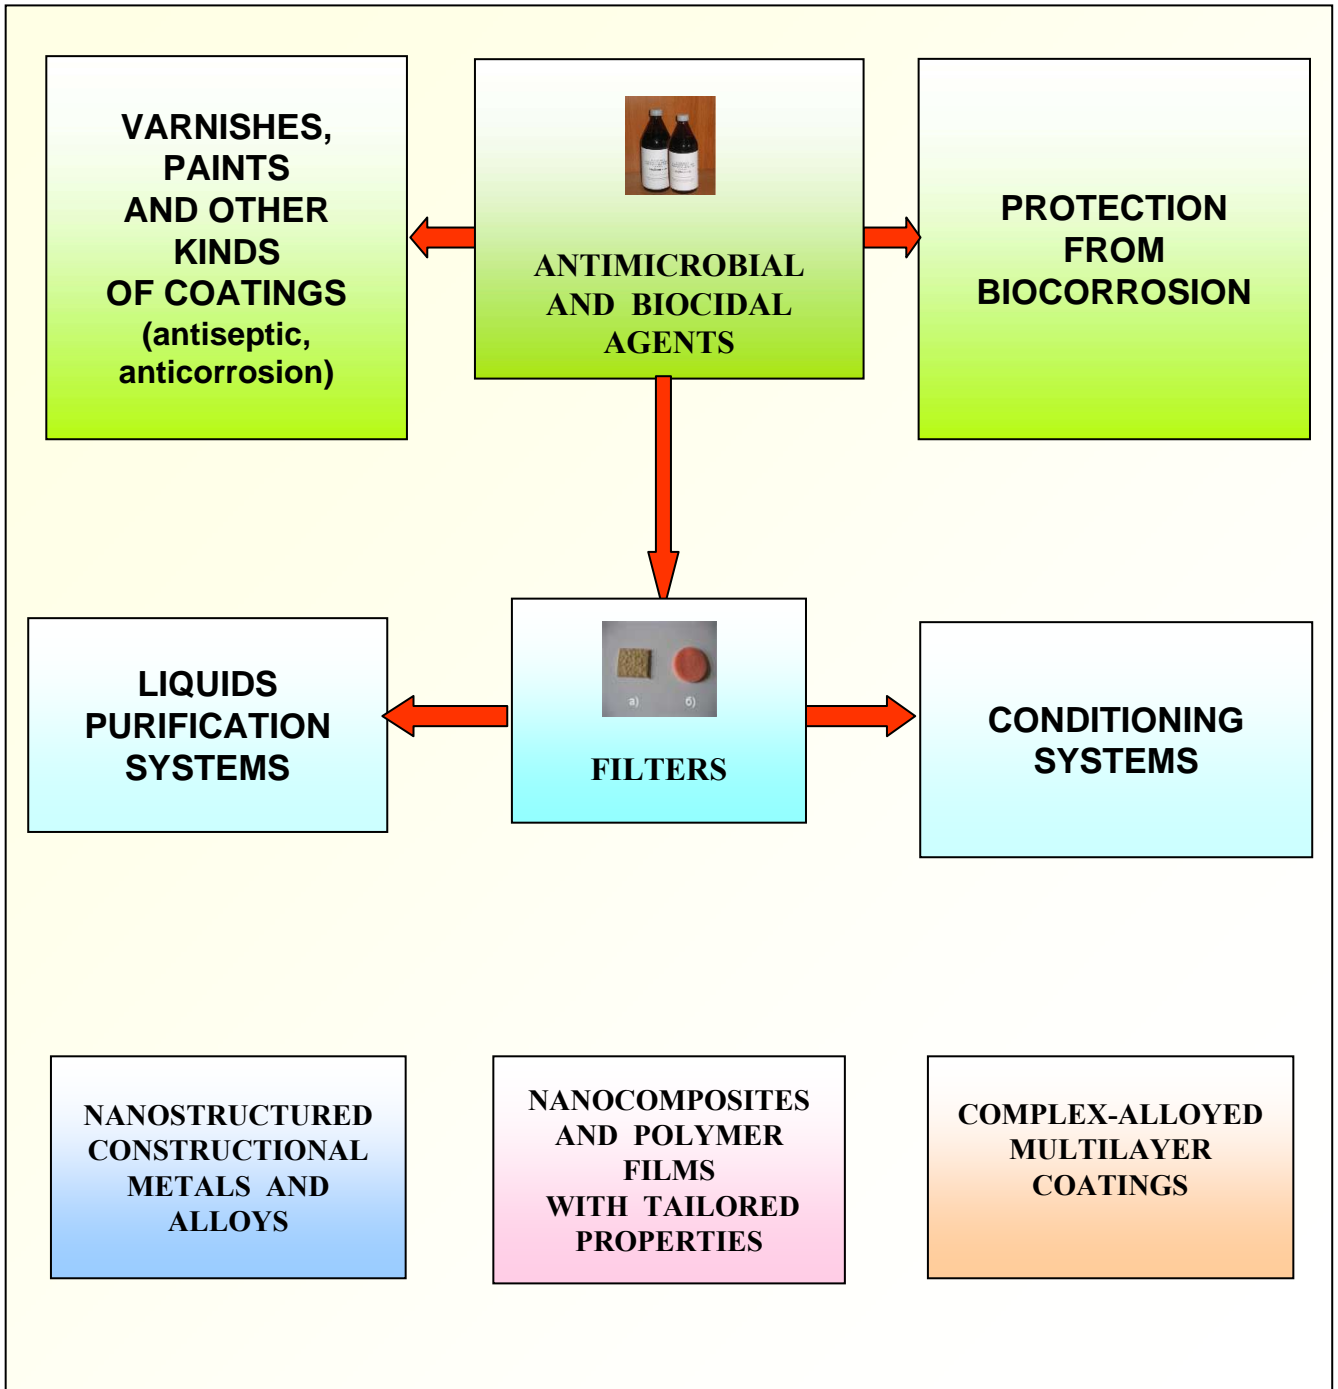 VARNISHES,
PAINTS
AND OTHER
KINDS
OF COATINGS
(antiseptic,
anticorrosion)
ANTIMICROBIAL
AND BIOCIDAL
AGENTS
PROTECTION
FROM
BIOCORROSION
LIQUIDS
PURIFICATION
SYSTEMS
а) б)
FILTERS
CONDITIONING
SYSTEMS
NANOSTRUCTURED
CONSTRUCTIONAL
METALS AND
ALLOYS
NANOCOMPOSITES
AND POLYMER
FILMS
WITH TAILORED
PROPERTIES
COMPLEX-ALLOYED
MULTILAYER
COATINGS